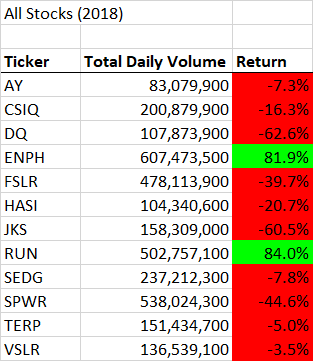 All Stocks (2018)
Ticker Total Daily Volume Return
AY 83,079,900 -7.3%
CSIQ 200,879,900 -16.3%
DQ 107,873,900 -62.6%
ENPH 607,473,500 81.9%
FSLR 478,113,900 -39.7%
HASI 104,340,600 -20.7%
JKS 158,309,000 -60.5%
RUN 502,757,100 84.0%
SEDG 237,212,300 -7.8%
SPWR 538,024,300 -44.6%
TERP 151,434,700 -5.0%
VSLR 136,539,100 -3.5%